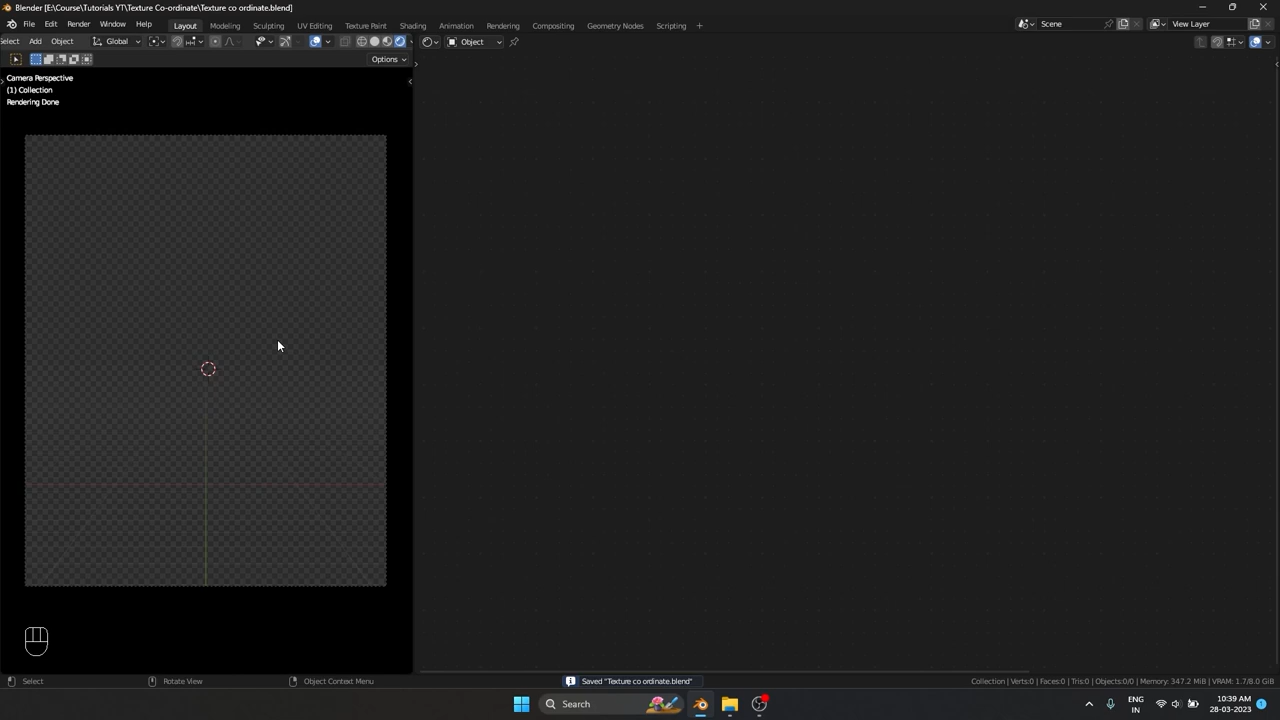 Blender [E:\Course\Tutorials YT\Texture Co-ordinate\Texture co ordinate.blend]
File Edit Render Window Help Layout Modeling Sculpting UV Editing Texture Paint Shading Animation Rendering Compositing Geometry Nodes Scripting + Scene View Layer
Select Add Object Global Object
Options
Camera Perspective
(1) Collection
Rendering Done
Select Rotate View Object Context Menu Saved "Texture co ordinate.blend" Collection | Verts:0 | Faces:0 | Tris:0 | Objects:0/0 | Memory: 347.2 MiB | VRAM: 1.7/8.0 GiB
Search
ENG
IN
10:39 AM
28-03-2023
1